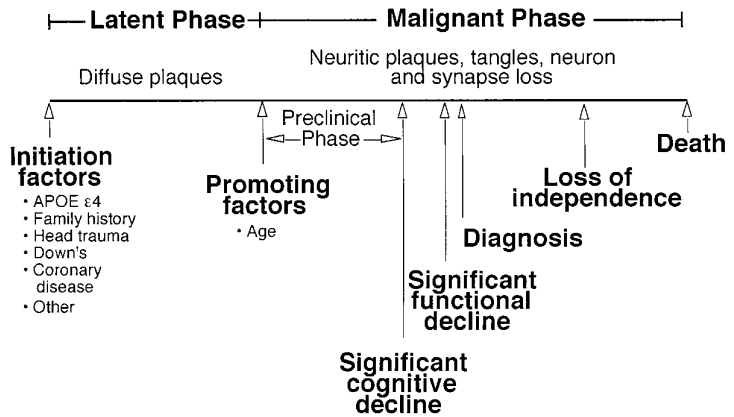 Latent Phase
Malignant Phase
Diffuse plaques
Neuritic plaques, tangles, neuron
and synapse loss
Preclinical
Phase
Initiation
factors
• APOE ε4
• Family history
• Head trauma
• Down's
• Coronary
disease
• Other
Promoting
factors
• Age
Significant
cognitive
decline
Significant
functional
decline
Diagnosis
Loss of
independence
Death